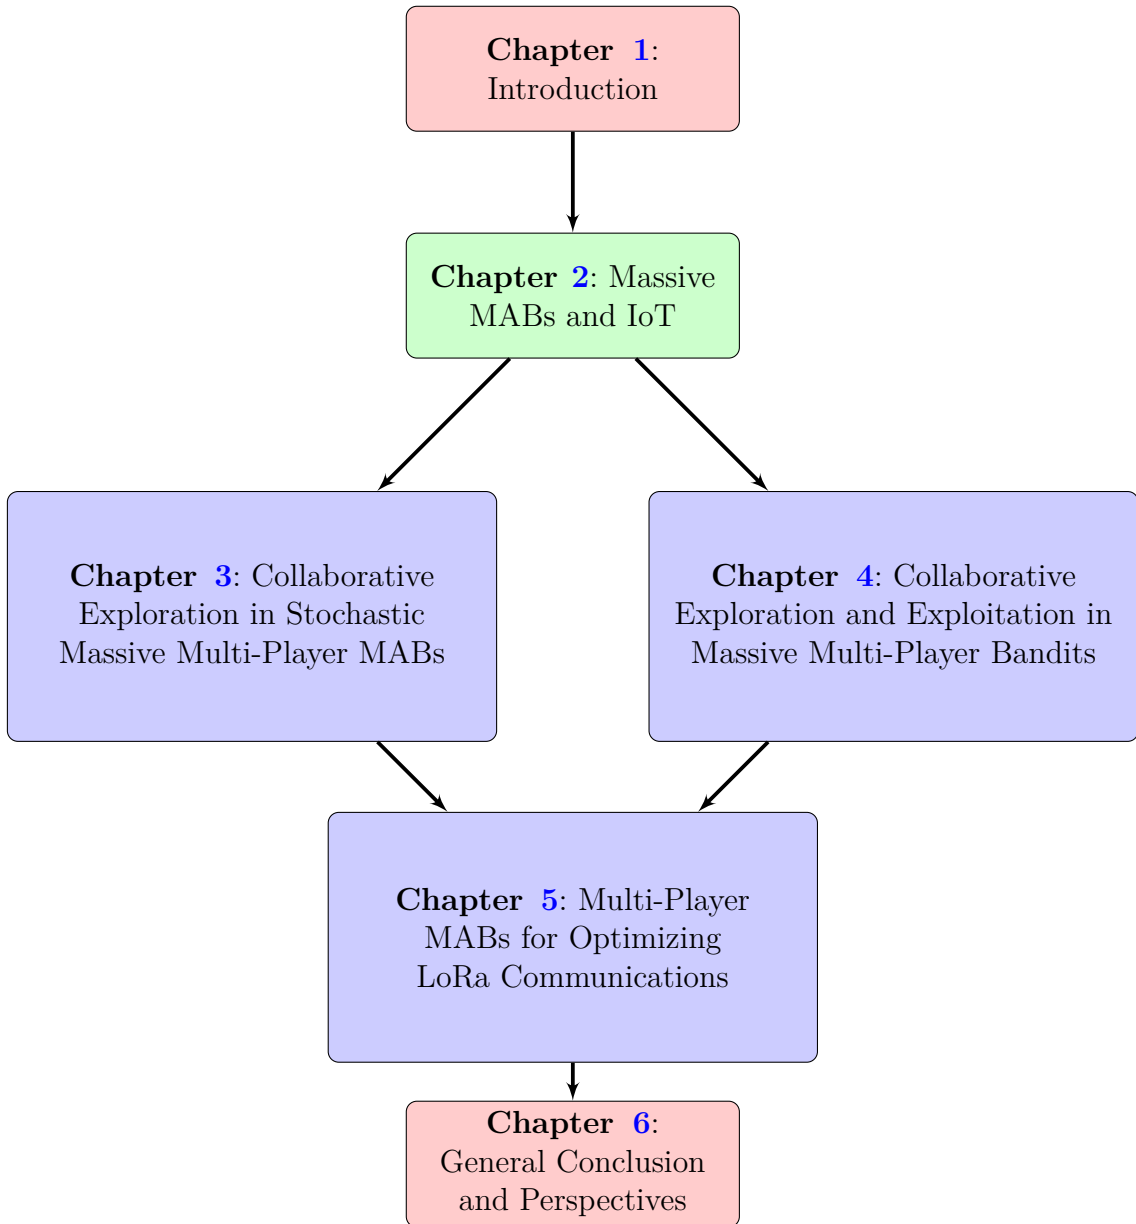 Chapter 1:
Introduction
Chapter 2: Massive
MABs and IoT
Chapter 3: Collaborative
Exploration in Stochastic
Massive Multi-Player MABs
Chapter 4: Collaborative
Exploration and Exploitation in
Massive Multi-Player Bandits
Chapter 5: Multi-Player
MABs for Optimizing
LoRa Communications
Chapter 6:
General Conclusion
and Perspectives